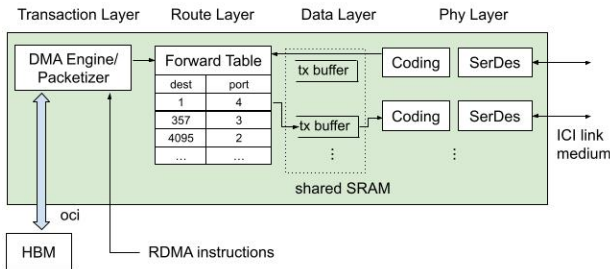 Transaction Layer
Route Layer
Data Layer
Phy Layer
DMA Engine/
Packetizer
Forward Table
dest port
1 4
357 3
4095 2
... ...
tx buffer
tx buffer
⋮
shared SRAM
Coding
SerDes
Coding
SerDes
⋮
ICI link
medium
oci
HBM
RDMA instructions